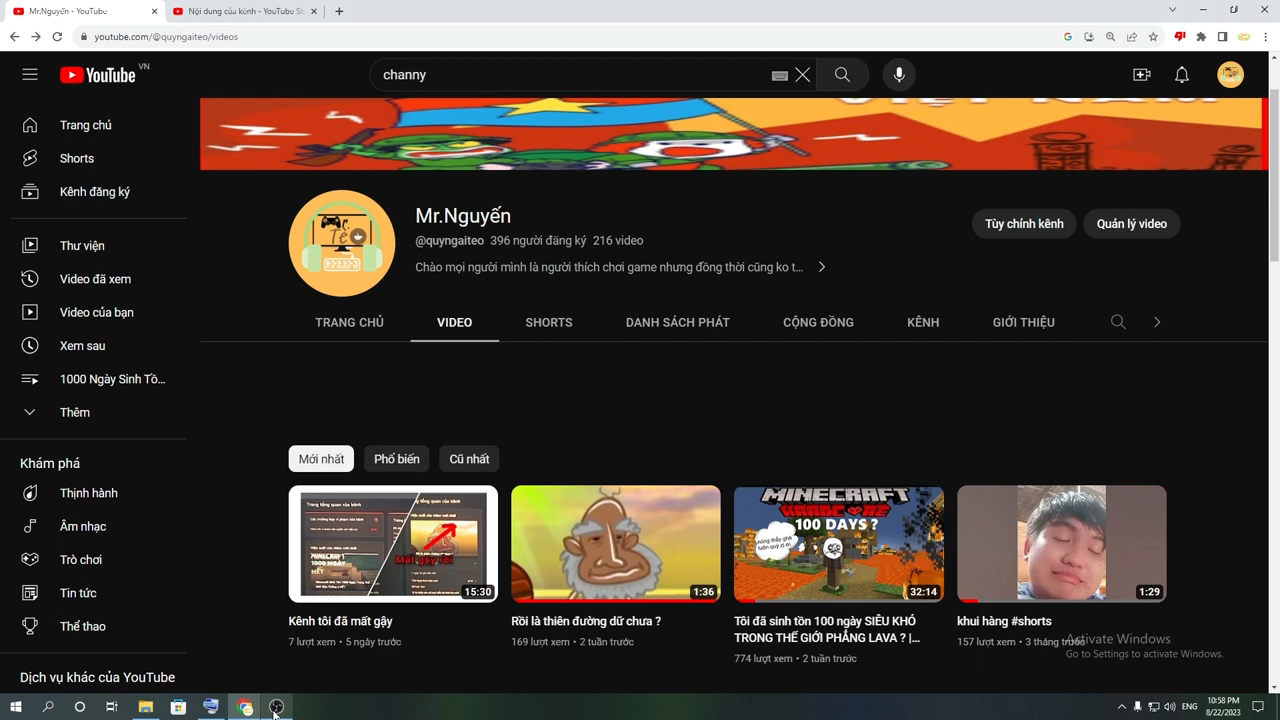 Mr.Nguyến - YouTube
Nội dung của kênh - YouTube St
youtube.com/@quyngaiteo/videos
YouTube VN
channy
Trang chủ
Shorts
Kênh đăng ký
Thư viện
Video đã xem
Video của bạn
Xem sau
1000 Ngày Sinh Tồ...
Thêm
Khám phá
Thịnh hành
Âm nhạc
Trò chơi
Tin tức
Thể thao
Dịch vụ khác của YouTube
Mr.Nguyến
@quyngaiteo 396 người đăng ký 216 video
Chào mọi người mình là người thích chơi game nhưng đồng thời cũng ko t...
Tùy chỉnh kênh
Quản lý video
TRANG CHỦ
VIDEO
SHORTS
DANH SÁCH PHÁT
CỘNG ĐỒNG
KÊNH
GIỚI THIỆU
Mới nhất
Phổ biến
Cũ nhất
Mất gậy rồi
15:30
Kênh tôi đã mất gậy
7 lượt xem • 5 ngày trước
1:36
Rồi là thiên đường dữ chưa ?
169 lượt xem • 2 tuần trước
MINECRAFT
HARDCORE
100 DAYS ?
32:14
Tôi đã sinh tồn 100 ngày SIÊU KHÓ
TRONG THẾ GIỚI PHẲNG LAVA ? |...
774 lượt xem • 2 tuần trước
1:29
khui hàng #shorts
157 lượt xem • 3 tháng trước
Activate Windows
Go to Settings to activate Windows.
ENG
10:58 PM
8/22/2023